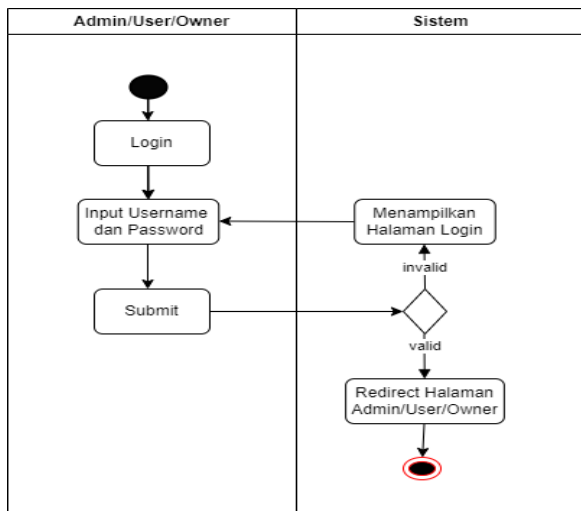 Admin/User/Owner
Sistem
Login
Input Username
dan Password
Menampilkan
Halaman Login
invalid
Submit
valid
Redirect Halaman
Admin/User/Owner